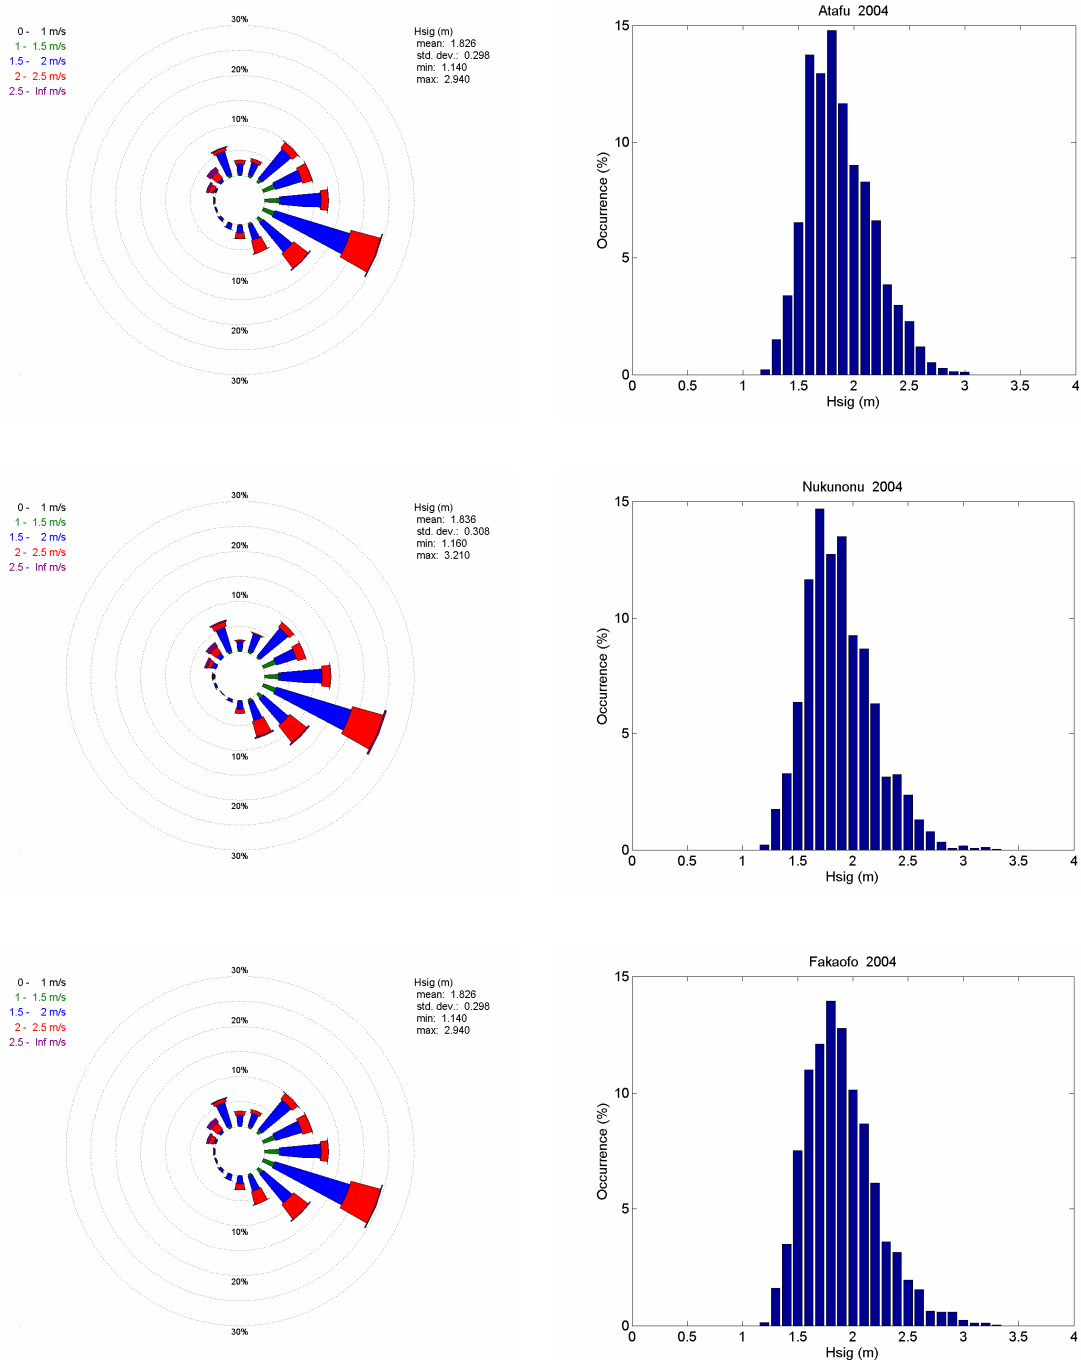 30%
20%
10%
10%
20%
30%
0 - 1 m/s
1 - 1.5 m/s
1.5 - 2 m/s
2 - 2.5 m/s
2.5 - Inf m/s
Hsig (m)
mean: 1.826
std. dev.: 0.298
min: 1.140
max: 2.940
Atafu 2004
15
10
5
0
Occurrence (%)
0 0.5 1 1.5 2 2.5 3 3.5 4
Hsig (m)
30%
20%
10%
10%
20%
30%
0 - 1 m/s
1 - 1.5 m/s
1.5 - 2 m/s
2 - 2.5 m/s
2.5 - Inf m/s
Hsig (m)
mean: 1.836
std. dev.: 0.308
min: 1.160
max: 3.210
Nukunonu 2004
15
10
5
0
Occurrence (%)
0 0.5 1 1.5 2 2.5 3 3.5 4
Hsig (m)
30%
20%
10%
10%
20%
30%
0 - 1 m/s
1 - 1.5 m/s
1.5 - 2 m/s
2 - 2.5 m/s
2.5 - Inf m/s
Hsig (m)
mean: 1.826
std. dev.: 0.298
min: 1.140
max: 2.940
Fakaofo 2004
15
10
5
0
Occurrence (%)
0 0.5 1 1.5 2 2.5 3 3.5 4
Hsig (m)